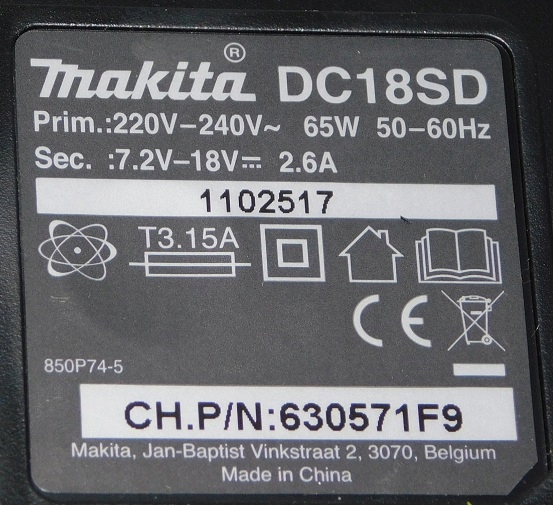 makita® DC18SD
Prim.:220V–240V~ 65W 50–60Hz
Sec. :7.2V–18V⎓ 2.6A
1102517
T3.15A
CE
850P74-5
CH.P/N:630571F9
Makita, Jan-Baptist Vinkstraat 2, 3070, Belgium
Made in China